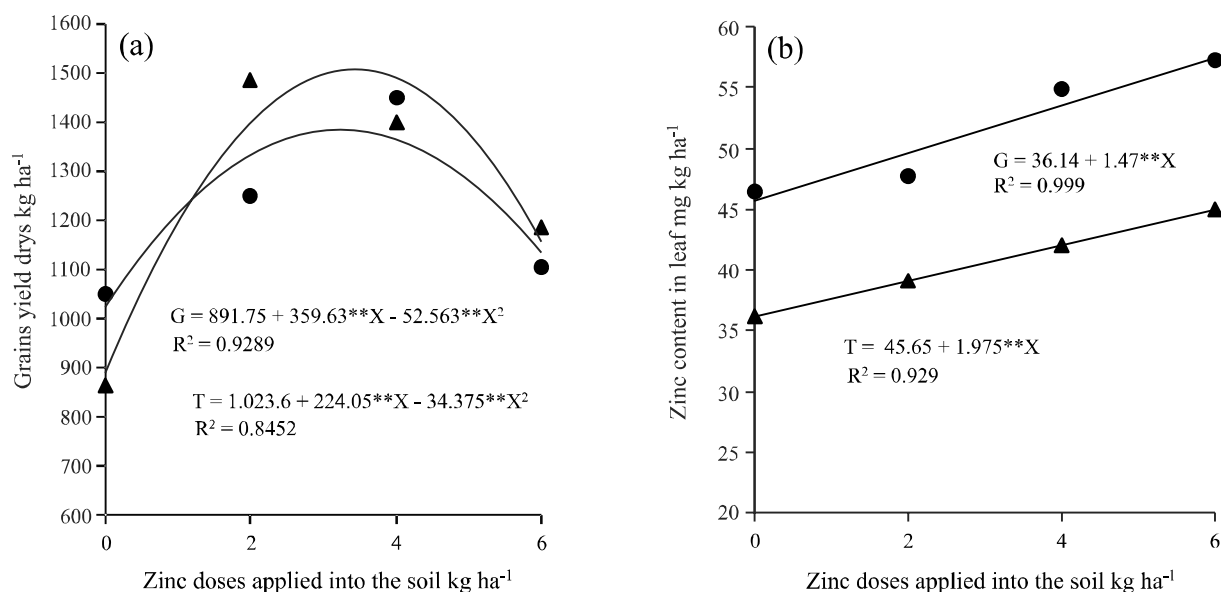 (a)
1600
1500
1400
1300
1200
1100
1000
900
800
700
600
Grains yield drys kg ha⁻¹
G = 891.75 + 359.63**X - 52.563**X²
R² = 0.9289
T = 1.023.6 + 224.05**X - 34.375**X²
R² = 0.8452
0 2 4 6
Zinc doses applied into the soil kg ha⁻¹
(b)
60
55
50
45
40
35
30
25
20
Zinc content in leaf mg kg ha⁻¹
G = 36.14 + 1.47**X
R² = 0.999
T = 45.65 + 1.975**X
R² = 0.929
0 2 4 6
Zinc doses applied into the soil kg ha⁻¹